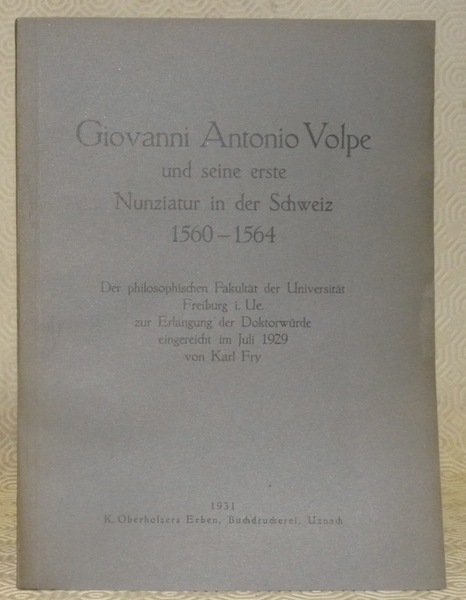 Giovanni Antonio Volpe
und seine erste
Nunziatur in der Schweiz
1560 – 1564
Der philosophischen Fakultät der Universität
Freiburg i. Ue.
zur Erlangung der Doktorwürde
eingereicht im Juli 1929
von Karl Fry
1931
K. Oberholzers Erben, Buchdruckerei, Uznach